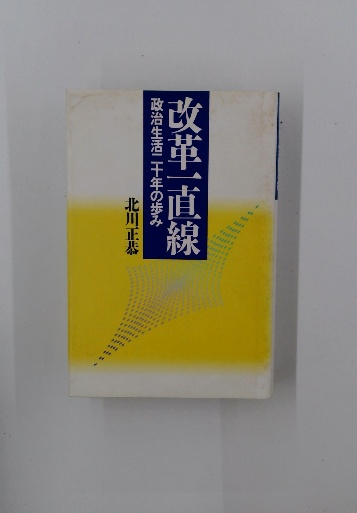 改革一直線
政治生活二十年の歩み
北川正恭